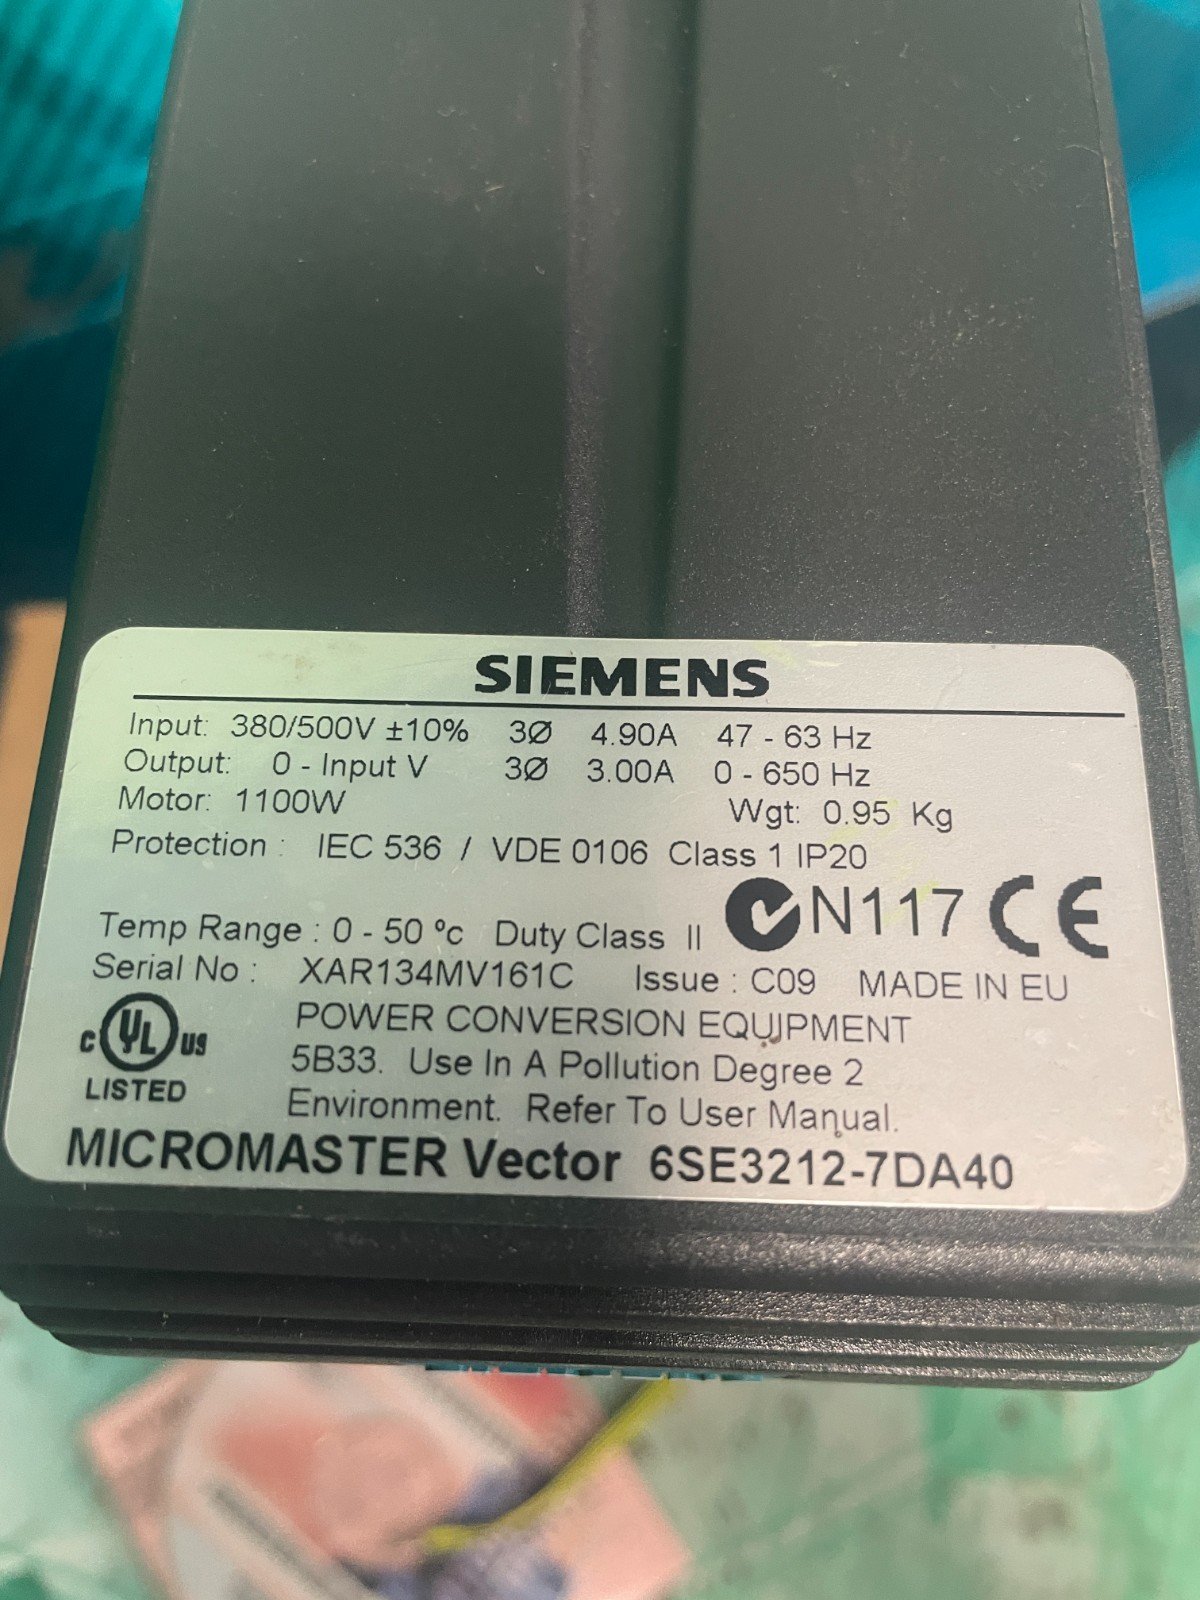 SIEMENS
Input: 380/500V ±10% 3Ø 4.90A 47 - 63 Hz
Output: 0 - Input V 3Ø 3.00A 0 - 650 Hz
Motor: 1100W Wgt: 0.95 Kg
Protection : IEC 536 / VDE 0106 Class 1 IP20
N117 CE
Temp Range : 0 - 50 ºc Duty Class II
Serial No : XAR134MV161C Issue : C09 MADE IN EU
C UL US
LISTED
POWER CONVERSION EQUIPMENT
5B33. Use In A Pollution Degree 2
Environment. Refer To User Manual.
MICROMASTER Vector 6SE3212-7DA40